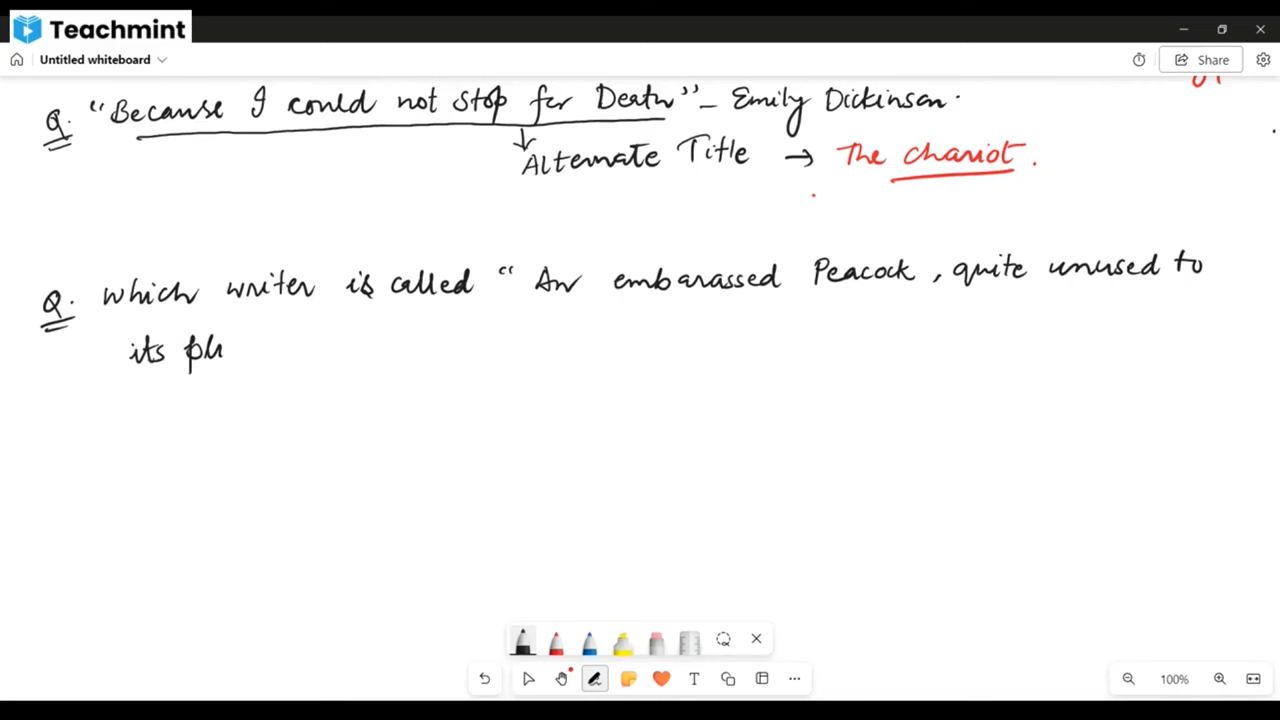 Teachmint
Untitled whiteboard
Share
Q. "Because I could not stop for Death" - Emily Dickinson.
Alternate Title → The chariot.
Q. Which writer is called "An embarassed Peacock, quite unused to
its
100%